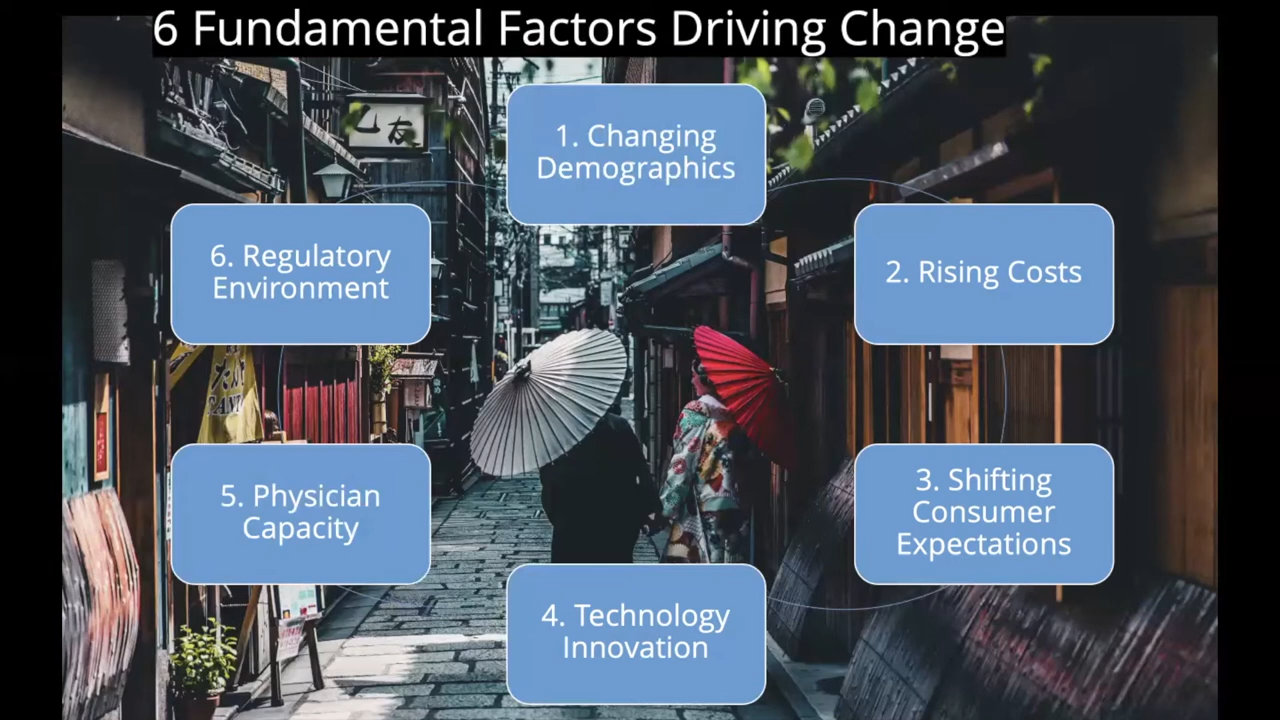 6 Fundamental Factors Driving Change
1. Changing
Demographics
2. Rising Costs
3. Shifting
Consumer
Expectations
4. Technology
Innovation
5. Physician
Capacity
6. Regulatory
Environment